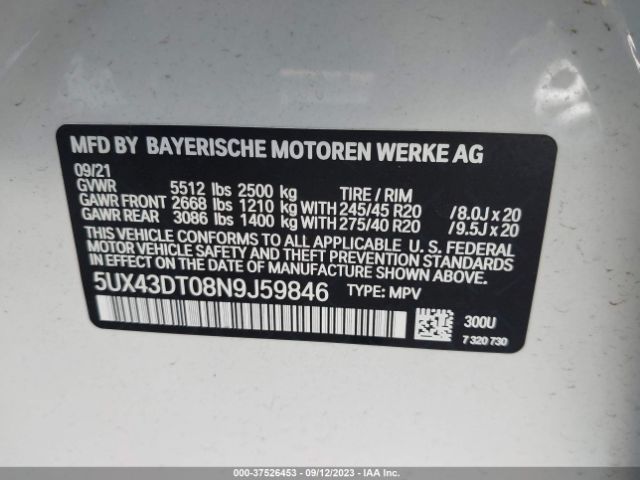 MFD BY BAYERISCHE MOTOREN WERKE AG
09/21
GVWR 5512 lbs 2500 kg TIRE / RIM
GAWR FRONT 2668 lbs 1210 kg WITH 245/45 R20 /8.0J x 20
GAWR REAR 3086 lbs 1400 kg WITH 275/40 R20 /9.5J x 20
THIS VEHICLE CONFORMS TO ALL APPLICABLE U. S. FEDERAL
MOTOR VEHICLE SAFETY AND THEFT PREVENTION
STANDARDS IN EFFECT ON THE DATE OF MANUFACTURE SHOWN ABOVE.
5UX43DT08N9J59846 TYPE: MPV
300U
7 320 730
000-37526453 - 09/12/2023 - IAA Inc.